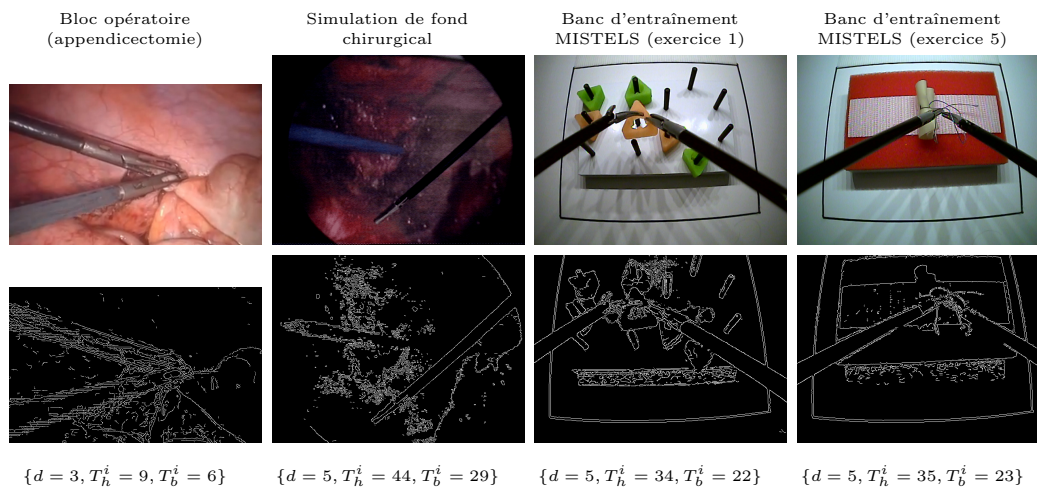 Bloc opératoire
(appendicectomie)
Simulation de fond
chirurgical
Banc d'entraînement
MISTELS (exercice 1)
Banc d'entraînement
MISTELS (exercice 5)
{d = 3, T_h^i = 9, T_b^i = 6}
{d = 5, T_h^i = 44, T_b^i = 29}
{d = 5, T_h^i = 34, T_b^i = 22}
{d = 5, T_h^i = 35, T_b^i = 23}